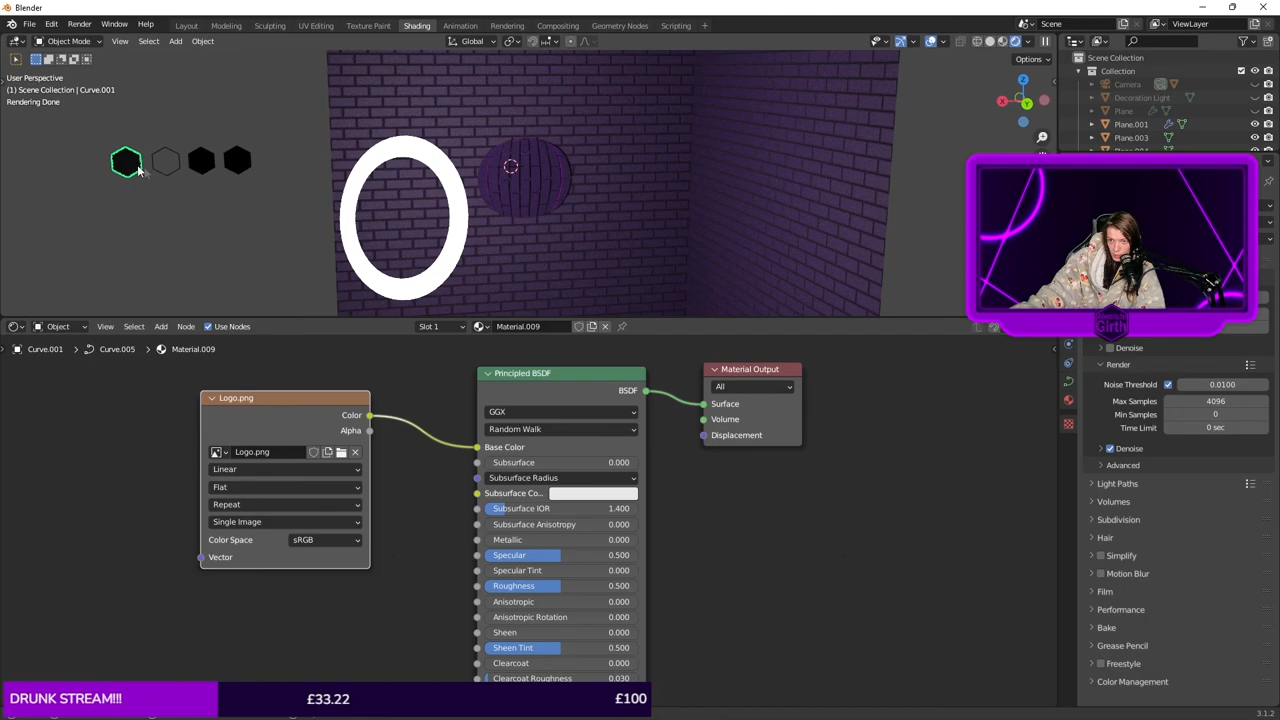 Blender
File Edit Render Window Help Layout Modeling Sculpting UV Editing Texture Paint Shading Animation Rendering Compositing Geometry Nodes Scripting + Scene ViewLayer
Object Mode View Select Add Object Global
Options
User Perspective
(1) Scene Collection | Curve.001
Rendering Done
Scene Collection
Collection
Camera
Decoration Light
Plane
Plane.001
Plane.003
Girth
Object View Select Add Node Use Nodes Slot 1 Material.009
Curve.001 Curve.005 Material.009
Logo.png
Color
Alpha
Logo.png
Linear
Flat
Repeat
Single Image
Color Space sRGB
Vector
Principled BSDF
BSDF
GGX
Random Walk
Base Color
Subsurface 0.000
Subsurface Radius
Subsurface Co...
Subsurface IOR 1.400
Subsurface Anisotropy 0.000
Metallic 0.000
Specular 0.500
Specular Tint 0.000
Roughness 0.500
Anisotropic 0.000
Anisotropic Rotation 0.000
Sheen 0.000
Sheen Tint 0.500
Clearcoat 0.000
Clearcoat Roughness 0.030
Material Output
All
Surface
Volume
Displacement
Denoise
Render
Noise Threshold 0.0100
Max Samples 4096
Min Samples 0
Time Limit 0 sec
Denoise
Advanced
Light Paths
Volumes
Subdivision
Hair
Simplify
Motion Blur
Film
Performance
Bake
Grease Pencil
Freestyle
Color Management
DRUNK STREAM!!! £33.22 £100
3.1.2